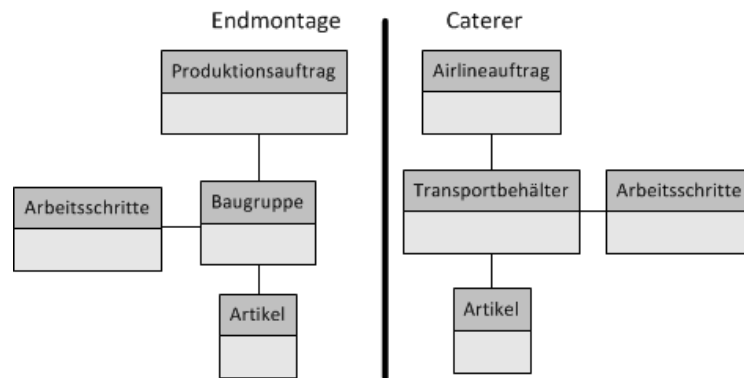 Endmontage
Produktionsauftrag
Arbeitsschritte
Baugruppe
Artikel
Caterer
Airlineauftrag
Transportbehälter
Arbeitsschritte
Artikel